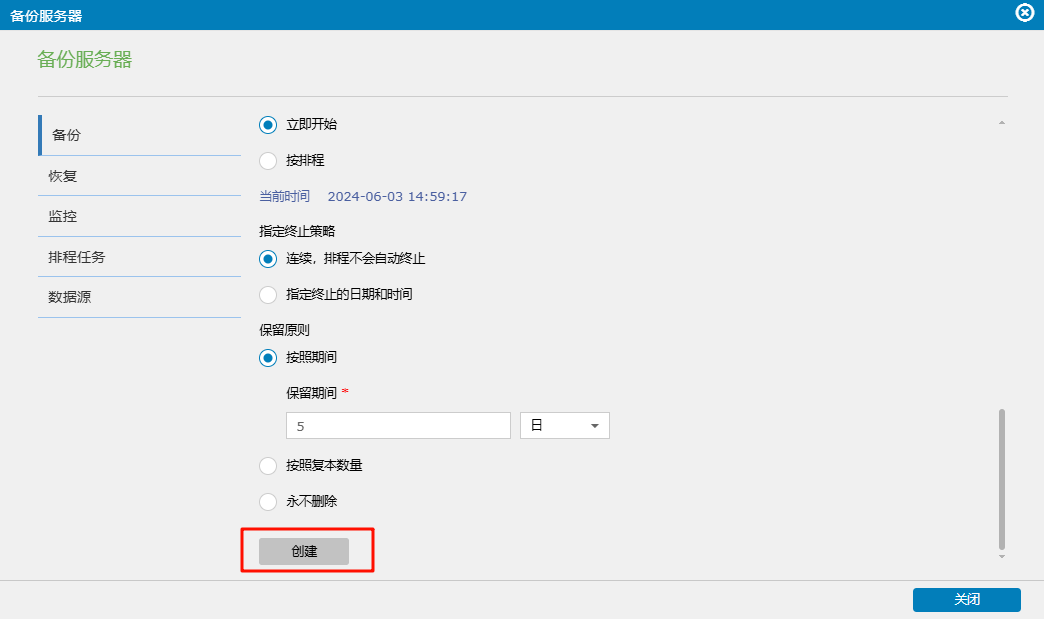 备份服务器
备份服务器
备份
恢复
监控
排程任务
数据源
立即开始
按排程
当前时间 2024-06-03 14:59:17
指定终止策略
连续，排程不会自动终止
指定终止的日期和时间
保留原则
按照期间
保留期间 *
5 日
按照复本数量
永不删除
创建
关闭